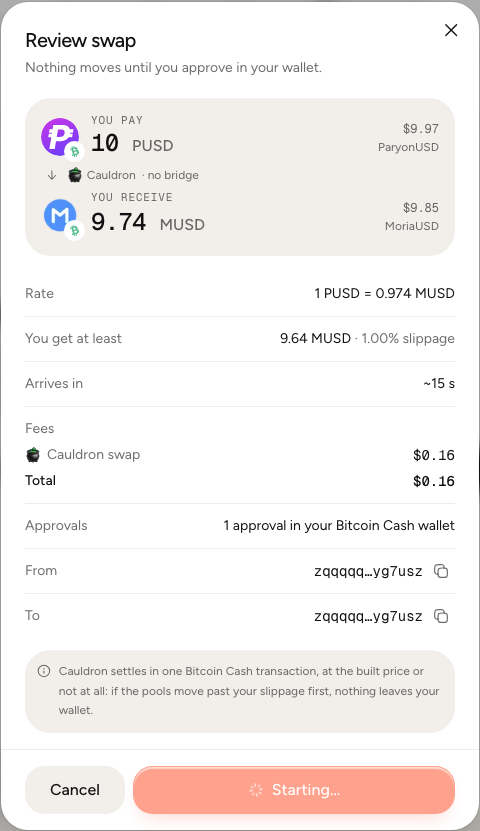 Review swap
Nothing moves until you approve in your wallet.
YOU PAY
10 PUSD
$9.97
ParyonUSD
Cauldron · no bridge
YOU RECEIVE
9.74 MUSD
$9.85
MoriaUSD
Rate
1 PUSD = 0.974 MUSD
You get at least
9.64 MUSD · 1.00% slippage
Arrives in
~15 s
Fees
Cauldron swap
$0.16
Total
$0.16
Approvals
1 approval in your Bitcoin Cash wallet
From
zqqqqq…yg7usz
To
zqqqqq…yg7usz
Cauldron settles in one Bitcoin Cash transaction, at the built price or
not at all: if the pools move past your slippage first, nothing leaves your
wallet.
Cancel
Starting…